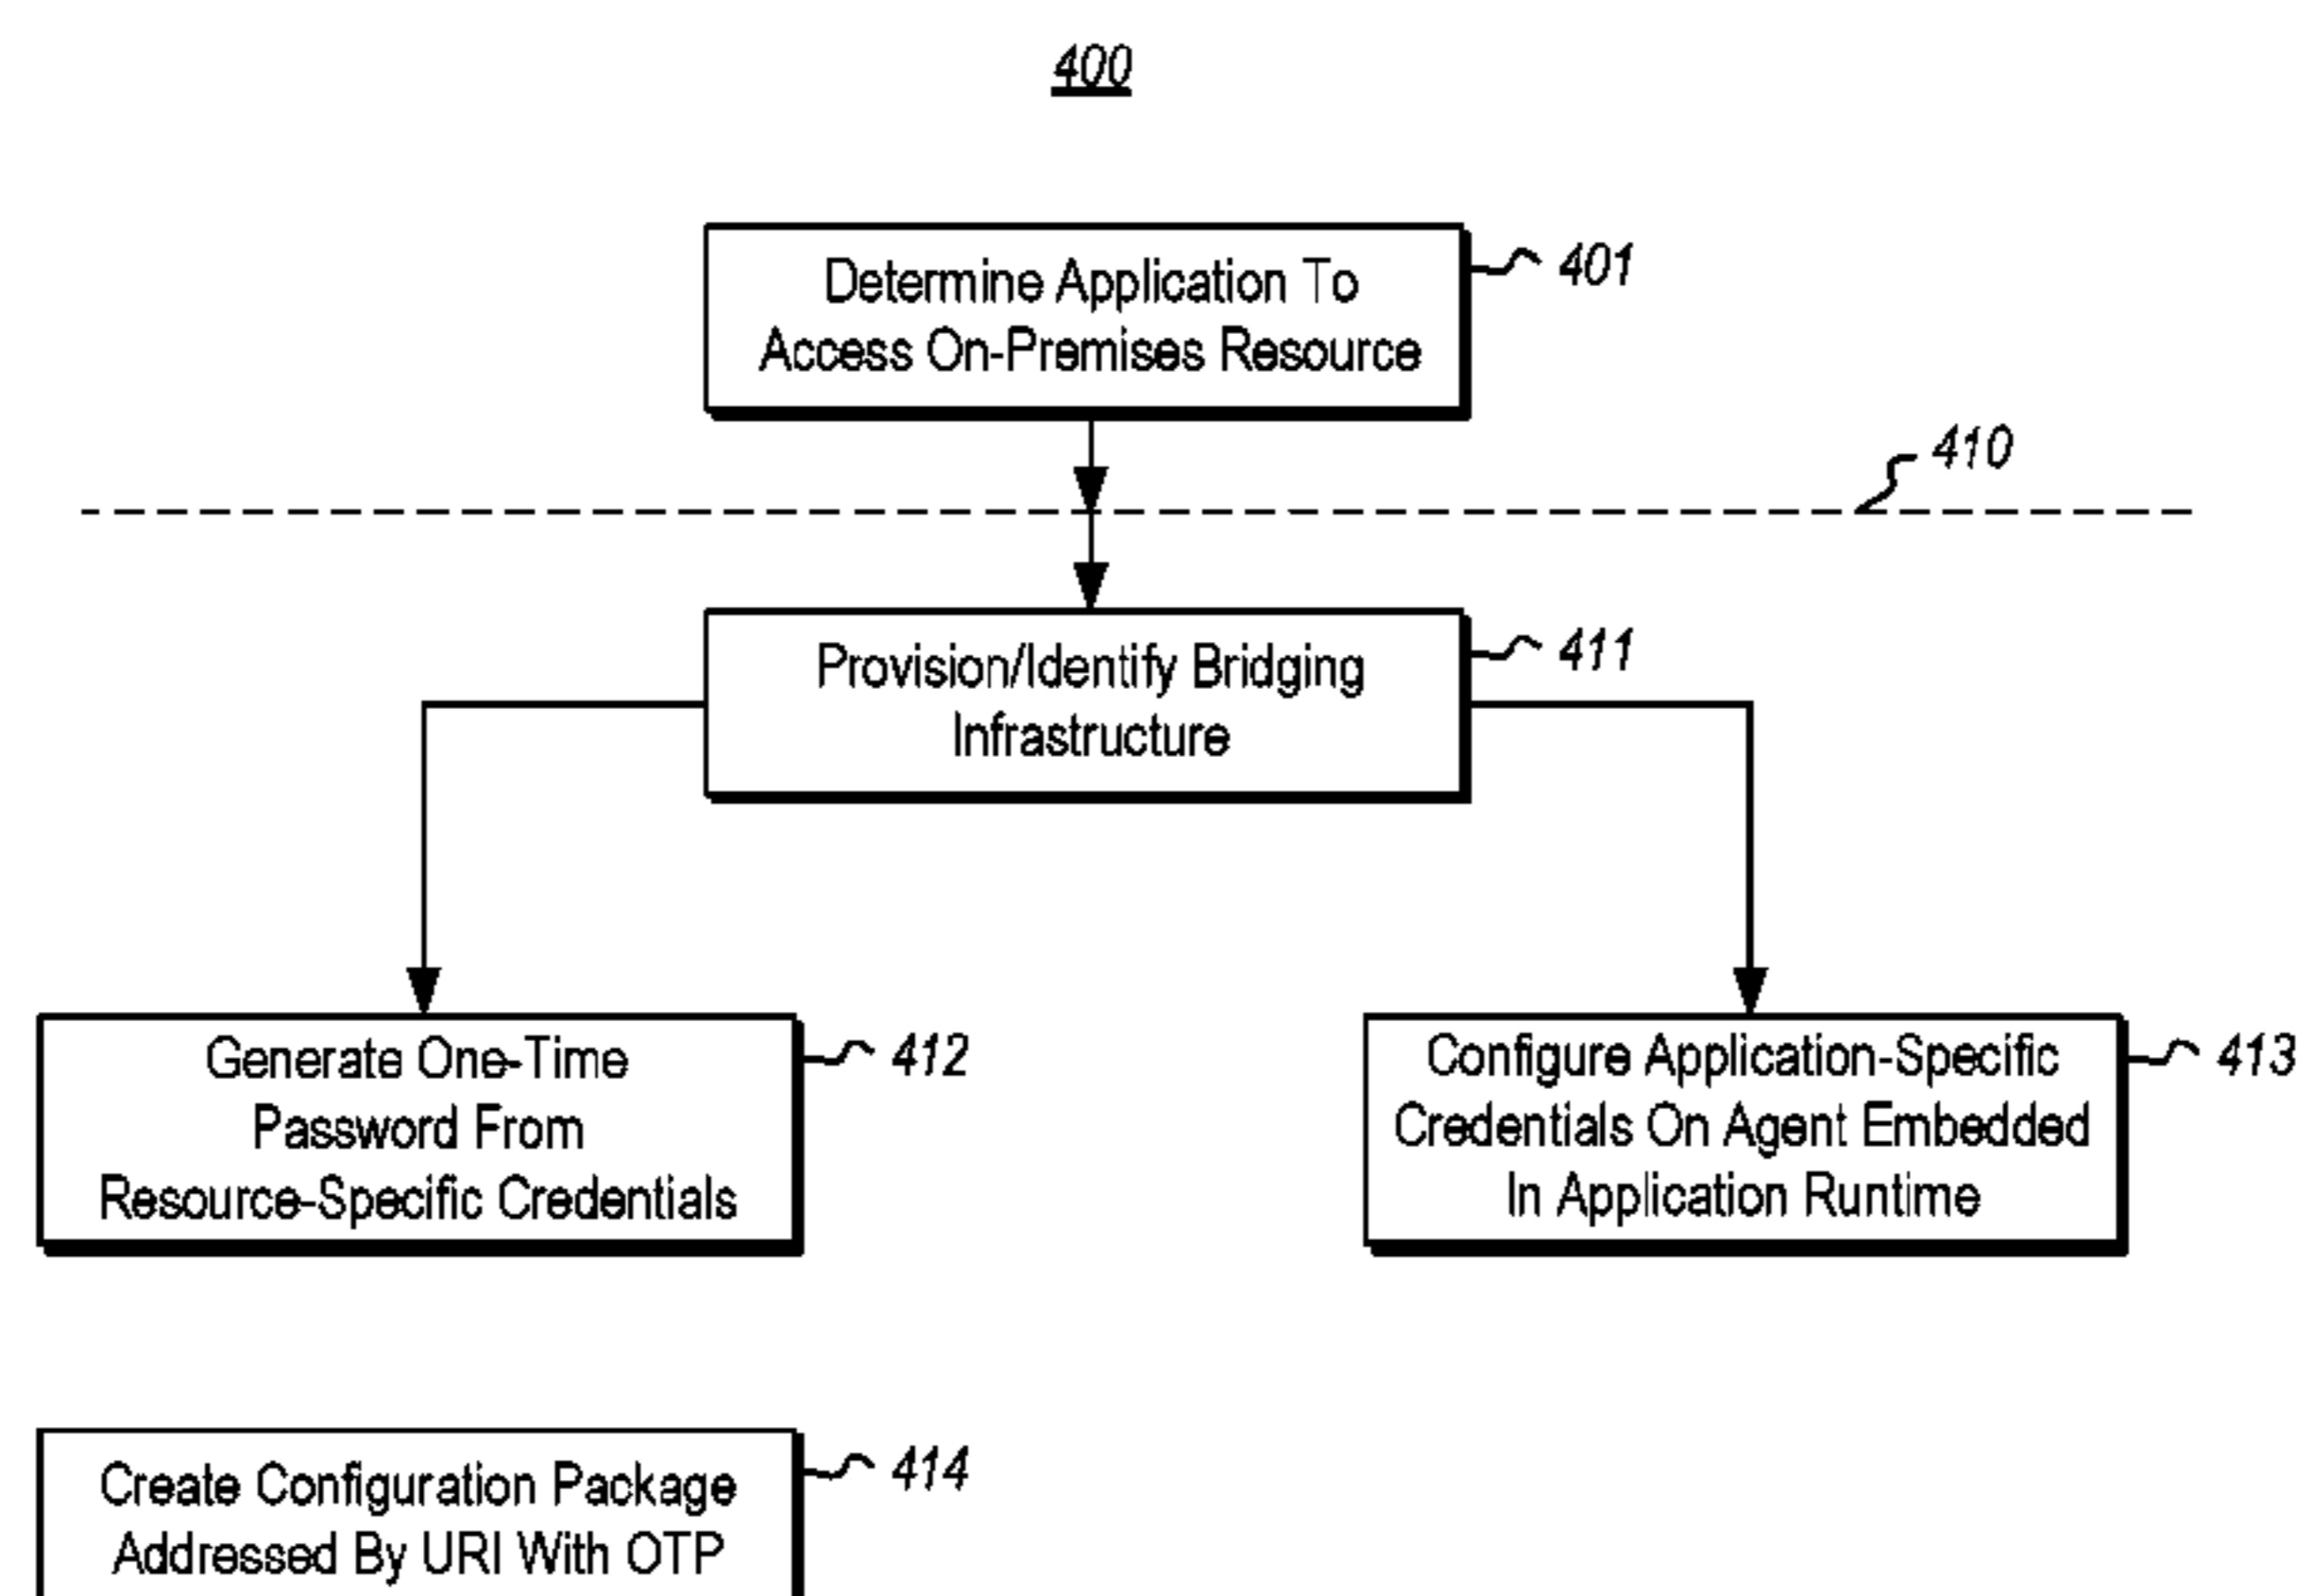 400
Determine Application To
Access On-Premises Resource
401
410
Provision/Identify Bridging
Infrastructure
411
Generate One-Time
Password From
Resource-Specific Credentials
412
Configure Application-Specific
Credentials On Agent Embedded
In Application Runtime
413
Create Configuration Package
Addressed By URI With OTP
414